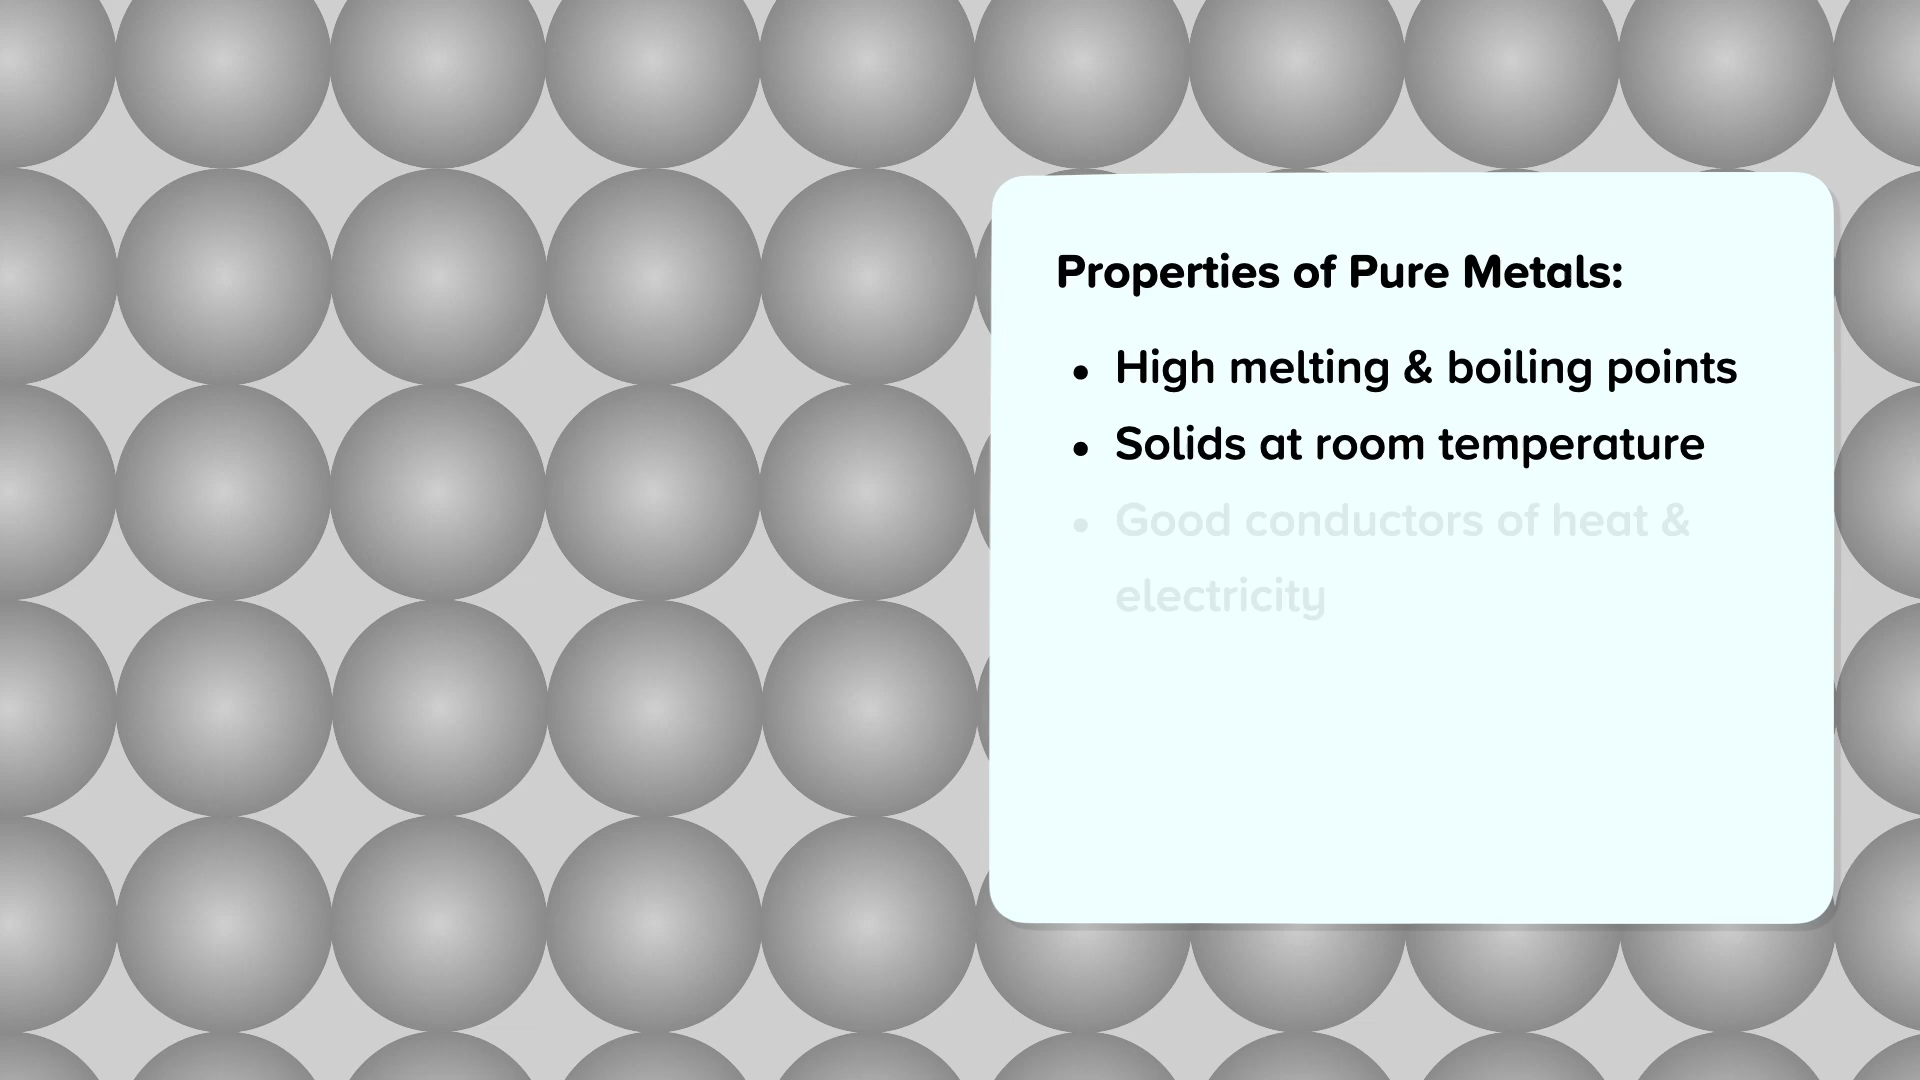 Properties of Pure Metals:
• High melting & boiling points
• Solids at room temperature
• Good conductors of heat &
electricity